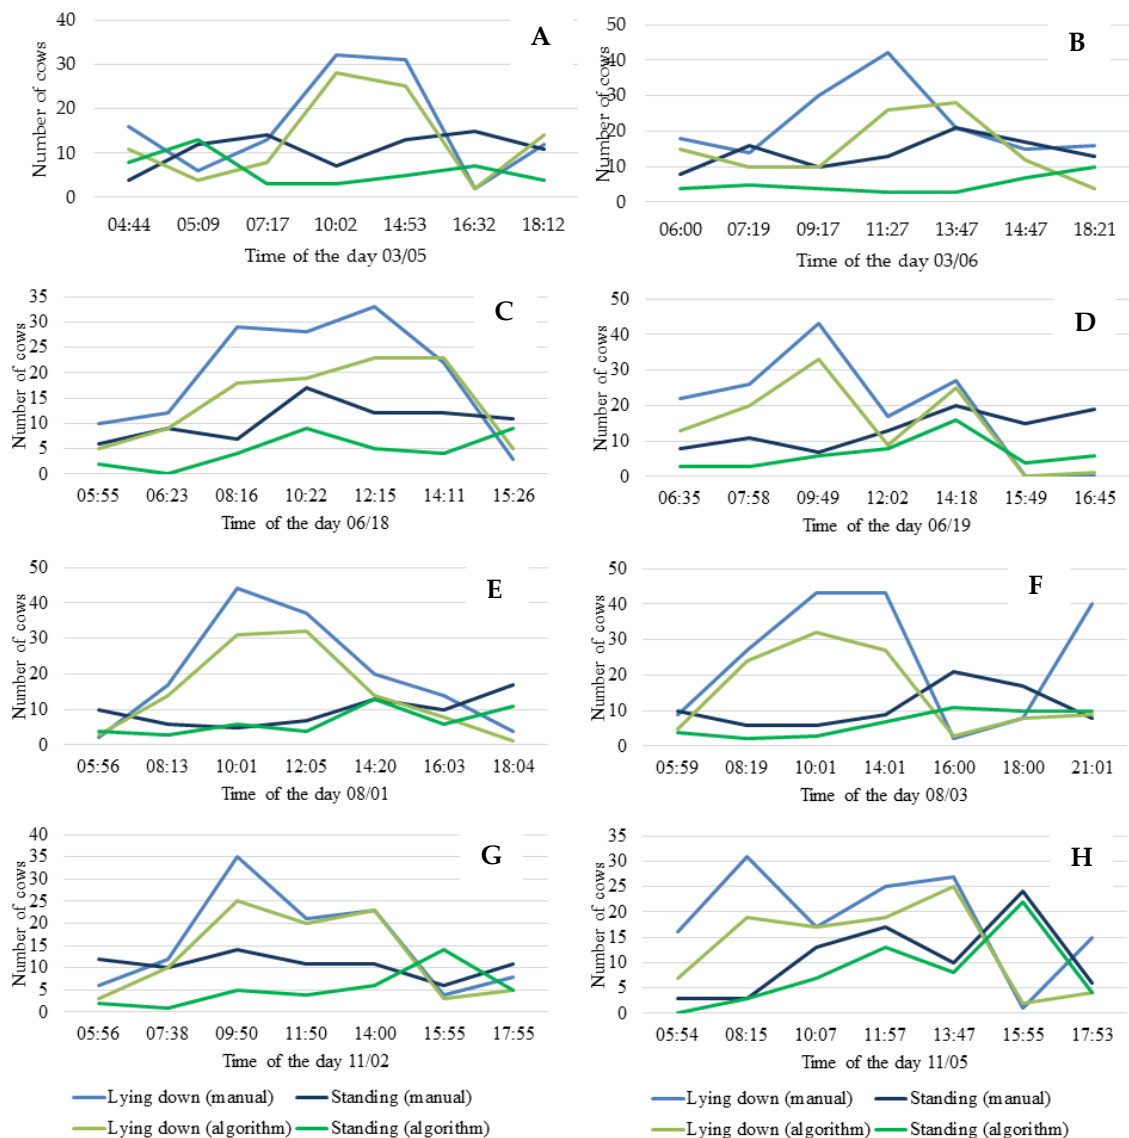 A
Number of cows
40
30
20
10
0
04:44 05:09 07:17 10:02 14:53 16:32 18:12
Time of the day 03/05
B
Number of cows
50
40
30
20
10
0
06:00 07:19 09:17 11:27 13:47 14:47 18:21
Time of the day 03/06
C
Number of cows
35
30
25
20
15
10
5
0
05:55 06:23 08:16 10:22 12:15 14:11 15:26
Time of the day 06/18
D
Number of cows
50
40
30
20
10
0
06:35 07:58 09:49 12:02 14:18 15:49 16:45
Time of the day 06/19
E
Number of cows
50
40
30
20
10
0
05:56 08:13 10:01 12:05 14:20 16:03 18:04
Time of the day 08/01
F
Number of cows
50
40
30
20
10
0
05:59 08:19 10:01 14:01 16:00 18:00 21:01
Time of the day 08/03
G
Number of cows
40
35
30
25
20
15
10
5
0
05:56 07:38 09:50 11:50 14:00 15:55 17:55
Time of the day 11/02
H
Number of cows
35
30
25
20
15
10
5
0
05:54 08:15 10:07 11:57 13:47 15:55 17:53
Time of the day 11/05
Lying down (manual) Standing (manual)
Lying down (algorithm) Standing (algorithm)
Lying down (manual) Standing (manual)
Lying down (algorithm) Standing (algorithm)